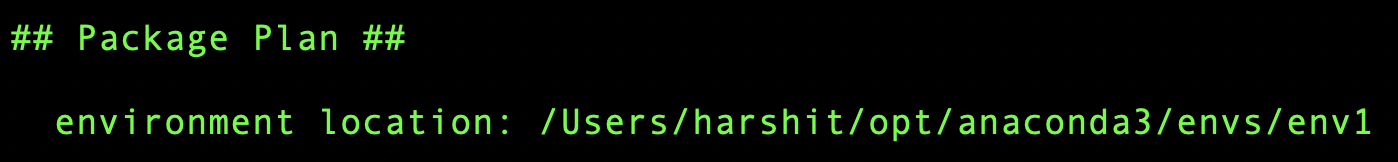 ## Package Plan ##
environment location: /Users/harshit/opt/anaconda3/envs/env1